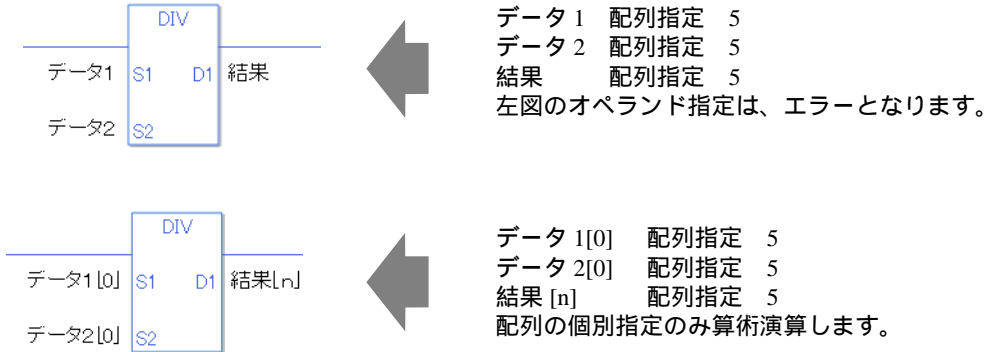 DIV
データ1 S1 D1 結果
データ2 S2
データ 1 配列指定 5
データ 2 配列指定 5
結果 配列指定 5
左図のオペランド指定は、エラーとなります。
DIV
データ1[0] S1 D1 結果[n]
データ2[0] S2
データ 1[0] 配列指定 5
データ 2[0] 配列指定 5
結果 [n] 配列指定 5
配列の個別指定のみ算術演算します。